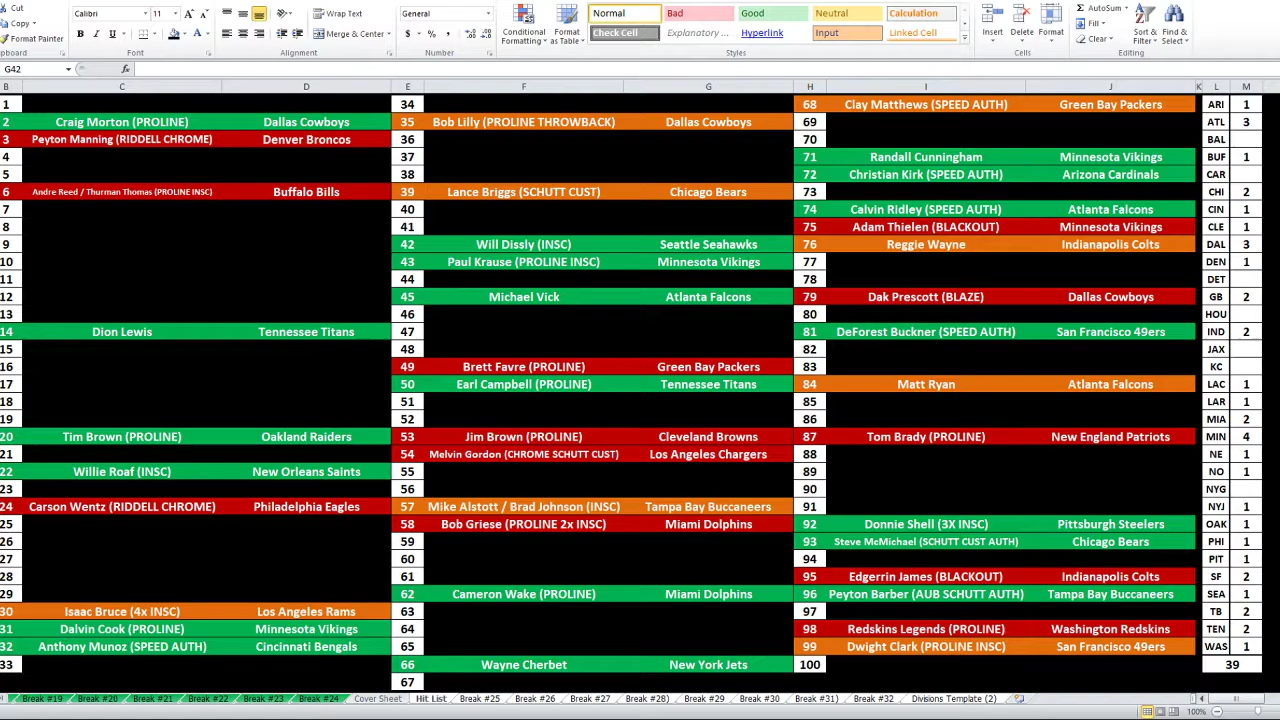 Cut
Copy
Format Painter
Clipboard
Calibri 11
B I U
Font
Wrap Text
Merge & Center
Alignment
General
$ % ,
Number
Conditional Formatting
Format as Table
Normal Bad Good Neutral Calculation
Check Cell Explanatory ... Hyperlink Input Linked Cell
Styles
Insert Delete Format
Cells
AutoSum
Fill
Clear
Sort & Filter
Find & Select
Editing
G42 fx
B C D E F G H I J K L M
1 34 68 Clay Matthews (SPEED AUTH) Green Bay Packers ARI 1
2 Craig Morton (PROLINE) Dallas Cowboys 35 Bob Lilly (PROLINE THROWBACK) Dallas Cowboys 69 ATL 3
3 Peyton Manning (RIDDELL CHROME) Denver Broncos 36 70 BAL
4 37 71 Randall Cunningham Minnesota Vikings BUF 1
5 38 72 Christian Kirk (SPEED AUTH) Arizona Cardinals CAR
6 Andre Reed / Thurman Thomas (PROLINE INSC) Buffalo Bills 39 Lance Briggs (SCHUTT CUST) Chicago Bears 73 CHI 2
7 40 74 Calvin Ridley (SPEED AUTH) Atlanta Falcons CIN 1
8 41 75 Adam Thielen (BLACKOUT) Minnesota Vikings CLE 1
9 42 Will Dissly (INSC) Seattle Seahawks 76 Reggie Wayne Indianapolis Colts DAL 3
10 43 Paul Krause (PROLINE INSC) Minnesota Vikings 77 DEN 1
11 44 78 DET
12 45 Michael Vick Atlanta Falcons 79 Dak Prescott (BLAZE) Dallas Cowboys GB 2
13 46 80 HOU
14 Dion Lewis Tennessee Titans 47 81 DeForest Buckner (SPEED AUTH) San Francisco 49ers IND 2
15 48 82 JAX
16 49 Brett Favre (PROLINE) Green Bay Packers 83 KC
17 50 Earl Campbell (PROLINE) Tennessee Titans 84 Matt Ryan Atlanta Falcons LAC 1
18 51 85 LAR 1
19 52 86 MIA 2
20 Tim Brown (PROLINE) Oakland Raiders 53 Jim Brown (PROLINE) Cleveland Browns 87 Tom Brady (PROLINE) New England Patriots MIN 4
21 54 Melvin Gordon (CHROME SCHUTT CUST) Los Angeles Chargers 88 NE 1
22 Willie Roaf (INSC) New Orleans Saints 55 89 NO 1
23 56 90 NYG
24 Carson Wentz (RIDDELL CHROME) Philadelphia Eagles 57 Mike Alstott / Brad Johnson (INSC) Tampa Bay Buccaneers 91 NYJ 1
25 58 Bob Griese (PROLINE 2x INSC) Miami Dolphins 92 Donnie Shell (3X INSC) Pittsburgh Steelers OAK 1
26 59 93 Steve McMichael (SCHUTT CUST AUTH) Chicago Bears PHI 1
27 60 94 PIT 1
28 61 95 Edgerrin James (BLACKOUT) Indianapolis Colts SF 2
29 62 Cameron Wake (PROLINE) Miami Dolphins 96 Peyton Barber (AUB SCHUTT AUTH) Tampa Bay Buccaneers SEA 1
30 Isaac Bruce (4x INSC) Los Angeles Rams 63 97 TB 2
31 Dalvin Cook (PROLINE) Minnesota Vikings 64 98 Redskins Legends (PROLINE) Washington Redskins TEN 2
32 Anthony Munoz (SPEED AUTH) Cincinnati Bengals 65 99 Dwight Clark (PROLINE INSC) San Francisco 49ers WAS 1
33 66 Wayne Cherbet New York Jets 100 39
67
Break #19 Break #20 Break #21 Break #22 Break #23 Break #24 Cover Sheet Hit List Break #25 Break #26 Break #27 Break #28) Break #29 Break #30 Break #31) Break #32 Divisions Template (2)
100%